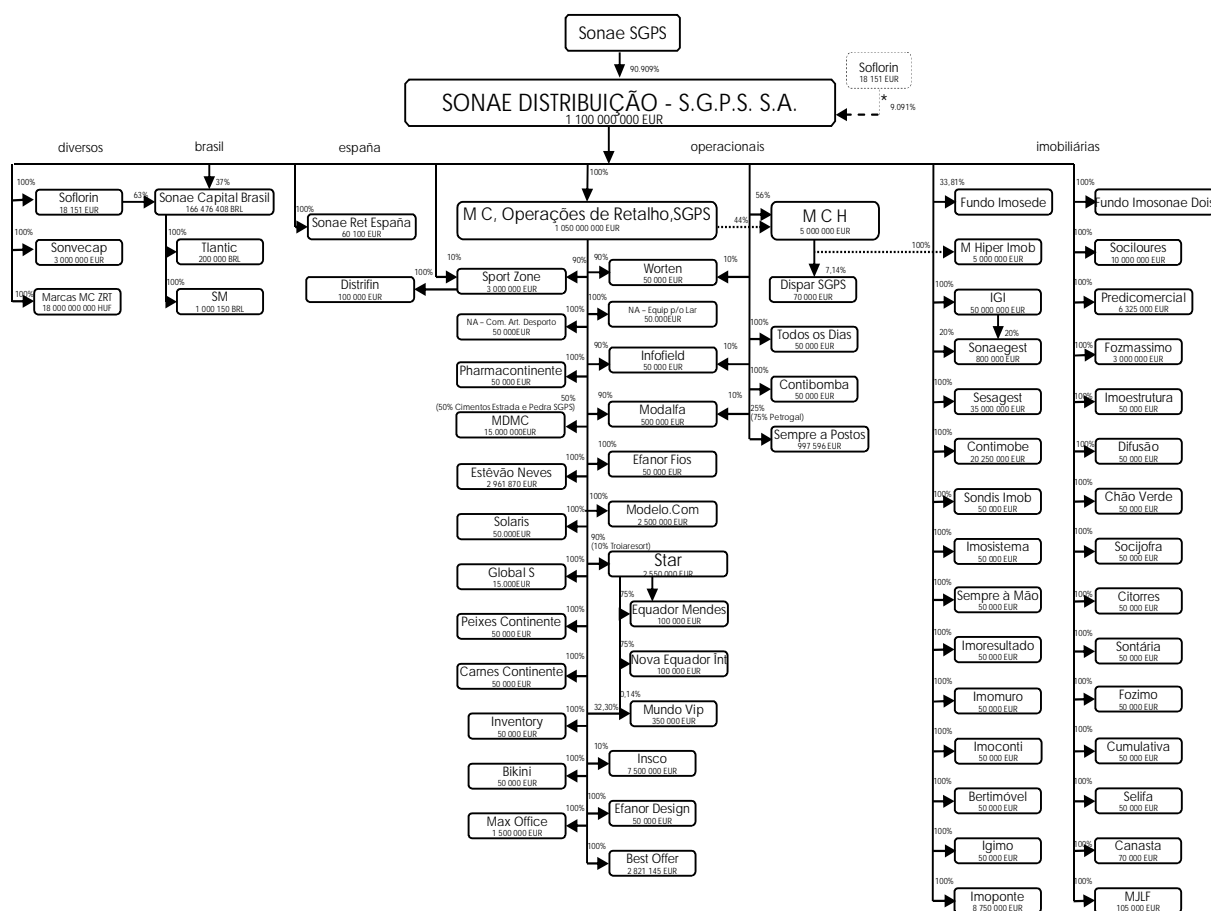 Sonae SGPS
90.909%
Soflorin
18 151 EUR
*
9.091%
SONAE DISTRIBUIÇÃO - S.G.P.S. S.A.
1 100 000 000 EUR
diversos
brasil
españa
operacionais
imobiliárias
100%
Soflorin
18 151 EUR
63%
37%
Sonae Capital Brasil
166 476 408 BRL
100%
Sonvecap
3 000 000 EUR
100%
Marcas MC ZRT
18 000 000 000 HUF
100%
Tlantic
200 000 BRL
100%
SM
1 000 150 BRL
100%
Sonae Ret España
60 100 EUR
100%
Distrifin
100 000 EUR
100%
M C, Operações de Retalho,SGPS
1 050 000 000 EUR
44%
56%
M C H
5 000 000 EUR
7,14%
Dispar SGPS
70 000 EUR
10%
90%
Sport Zone
3 000 000 EUR
90%
10%
Worten
50 000 EUR
100%
NA – Com. Art. Desporto
50 000EUR
100%
NA – Equip p/o Lar
50.000EUR
100%
Todos os Dias
50 000 EUR
100%
Pharmacontinente
50 000 EUR
90%
10%
Infofield
50 000 EUR
100%
Contibomba
50 000 EUR
50%
(50% Cimentos Estrada e Pedra SGPS)
MDMC
15.000 000EUR
90%
10%
Modalfa
500 000 EUR
25%
(75% Petrogal)
Sempre a Postos
997 596 EUR
100%
Estêvão Neves
2 961 870 EUR
100%
Efanor Fios
50 000 EUR
100%
Solaris
50.000EUR
100%
Modelo.Com
2 500 000 EUR
100%
Global S
15.000EUR
90%
(10% Troiaresort)
Star
2 550 000 EUR
100%
Peixes Continente
50 000 EUR
75%
Equador Mendes
100 000 EUR
100%
Carnes Continente
50 000 EUR
75%
Nova Equador Int
100 000 EUR
100%
Inventory
50 000 EUR
32,30%
0,14%
Mundo Vip
350 000 EUR
100%
Bikini
50 000 EUR
10%
Insco
7 500 000 EUR
100%
Max Office
1 500 000 EUR
100%
Efanor Design
50 000 EUR
100%
Best Offer
2 821 145 EUR
33,81%
Fundo Imosede
100%
M Hiper Imob
5 000 000 EUR
100%
IGI
50 000 000 EUR
20%
20%
Sonaegest
800 000 EUR
100%
Sesagest
35 000 000 EUR
100%
Contimobe
20 250 000 EUR
100%
Sondis Imob
50 000 EUR
100%
Imosistema
50 000 EUR
100%
Sempre à Mão
50 000 EUR
100%
Imoresultado
50 000 EUR
100%
Imomuro
50 000 EUR
100%
Imoconti
50 000 EUR
100%
Bertimóvel
50 000 EUR
100%
Igimo
50 000 EUR
100%
Imoponte
8 750 000 EUR
100%
Fundo Imosonae Dois
100%
Sociloures
10 000 000 EUR
100%
Predicomercial
6 325 000 EUR
100%
Fozmassimo
3 000 000 EUR
100%
Imoestrutura
50 000 EUR
100%
Difusão
50 000 EUR
100%
Chão Verde
50 000 EUR
100%
Socijofra
50 000 EUR
100%
Citorres
50 000 EUR
100%
Sontária
50 000 EUR
100%
Fozimo
50 000 EUR
100%
Cumulativa
50 000 EUR
100%
Selifa
50 000 EUR
100%
Canasta
70 000 EUR
100%
MJLF
105 000 EUR